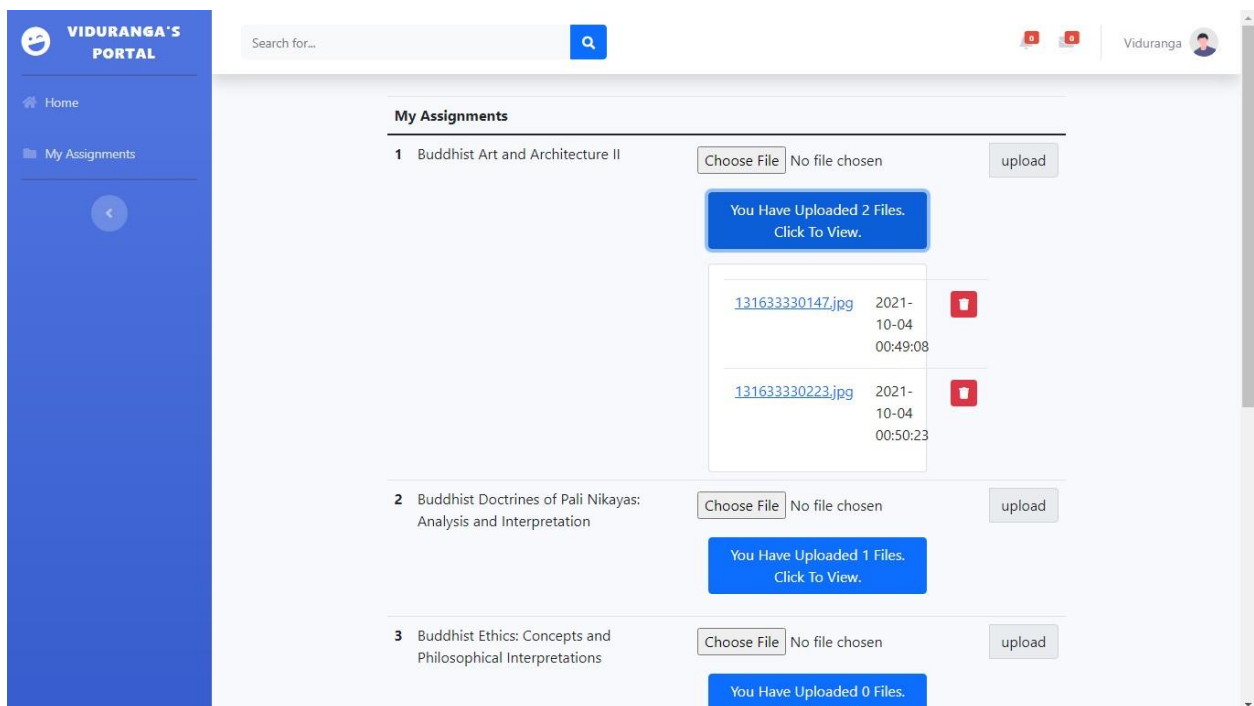 VIDURANGA'S
PORTAL
Search for...
0
0
Viduranga
Home
My Assignments
My Assignments
1 Buddhist Art and Architecture II Choose File No file chosen upload
You Have Uploaded 2 Files.
Click To View.
131633330147.jpg 2021-
10-04
00:49:08
131633330223.jpg 2021-
10-04
00:50:23
2 Buddhist Doctrines of Pali Nikayas: Choose File No file chosen upload
Analysis and Interpretation
You Have Uploaded 1 Files.
Click To View.
3 Buddhist Ethics: Concepts and Choose File No file chosen upload
Philosophical Interpretations
You Have Uploaded 0 Files.